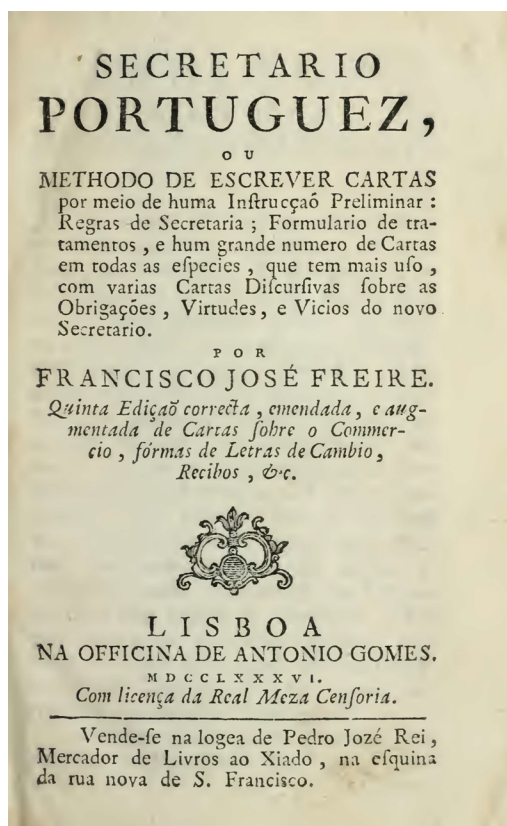 SECRETARIO
PORTUGUEZ,
OU
METHODO DE ESCREVER CARTAS
por meio de huma Inſtrucçaõ Preliminar :
Regras de Secretaria ; Formulario de tra-
tamentos , e hum grande numero de Cartas
em todas as eſpecies , que tem mais uſo ,
com varias Cartas Diſcurſivas ſobre as
Obrigações , Virtudes, e Vicios do novo
Secretario.
POR
FRANCISCO JOSÉ FREIRE.
Quinta Ediçaõ correcta , emendada, e aug-
mentada de Cartas ſobre o Commer-
cio , fórmas de Letras de Cambio ,
Recibos , &c.
LISBOA
NA OFFICINA DE ANTONIO GOMES.
MDCCLXXXVI.
Com licença da Real Meza Cenſoria.
Vende-ſe na logea de Pedro Jozé Rei ,
Mercador de Livros ao Xiado , na eſquina
da rua nova de S. Franciſco.